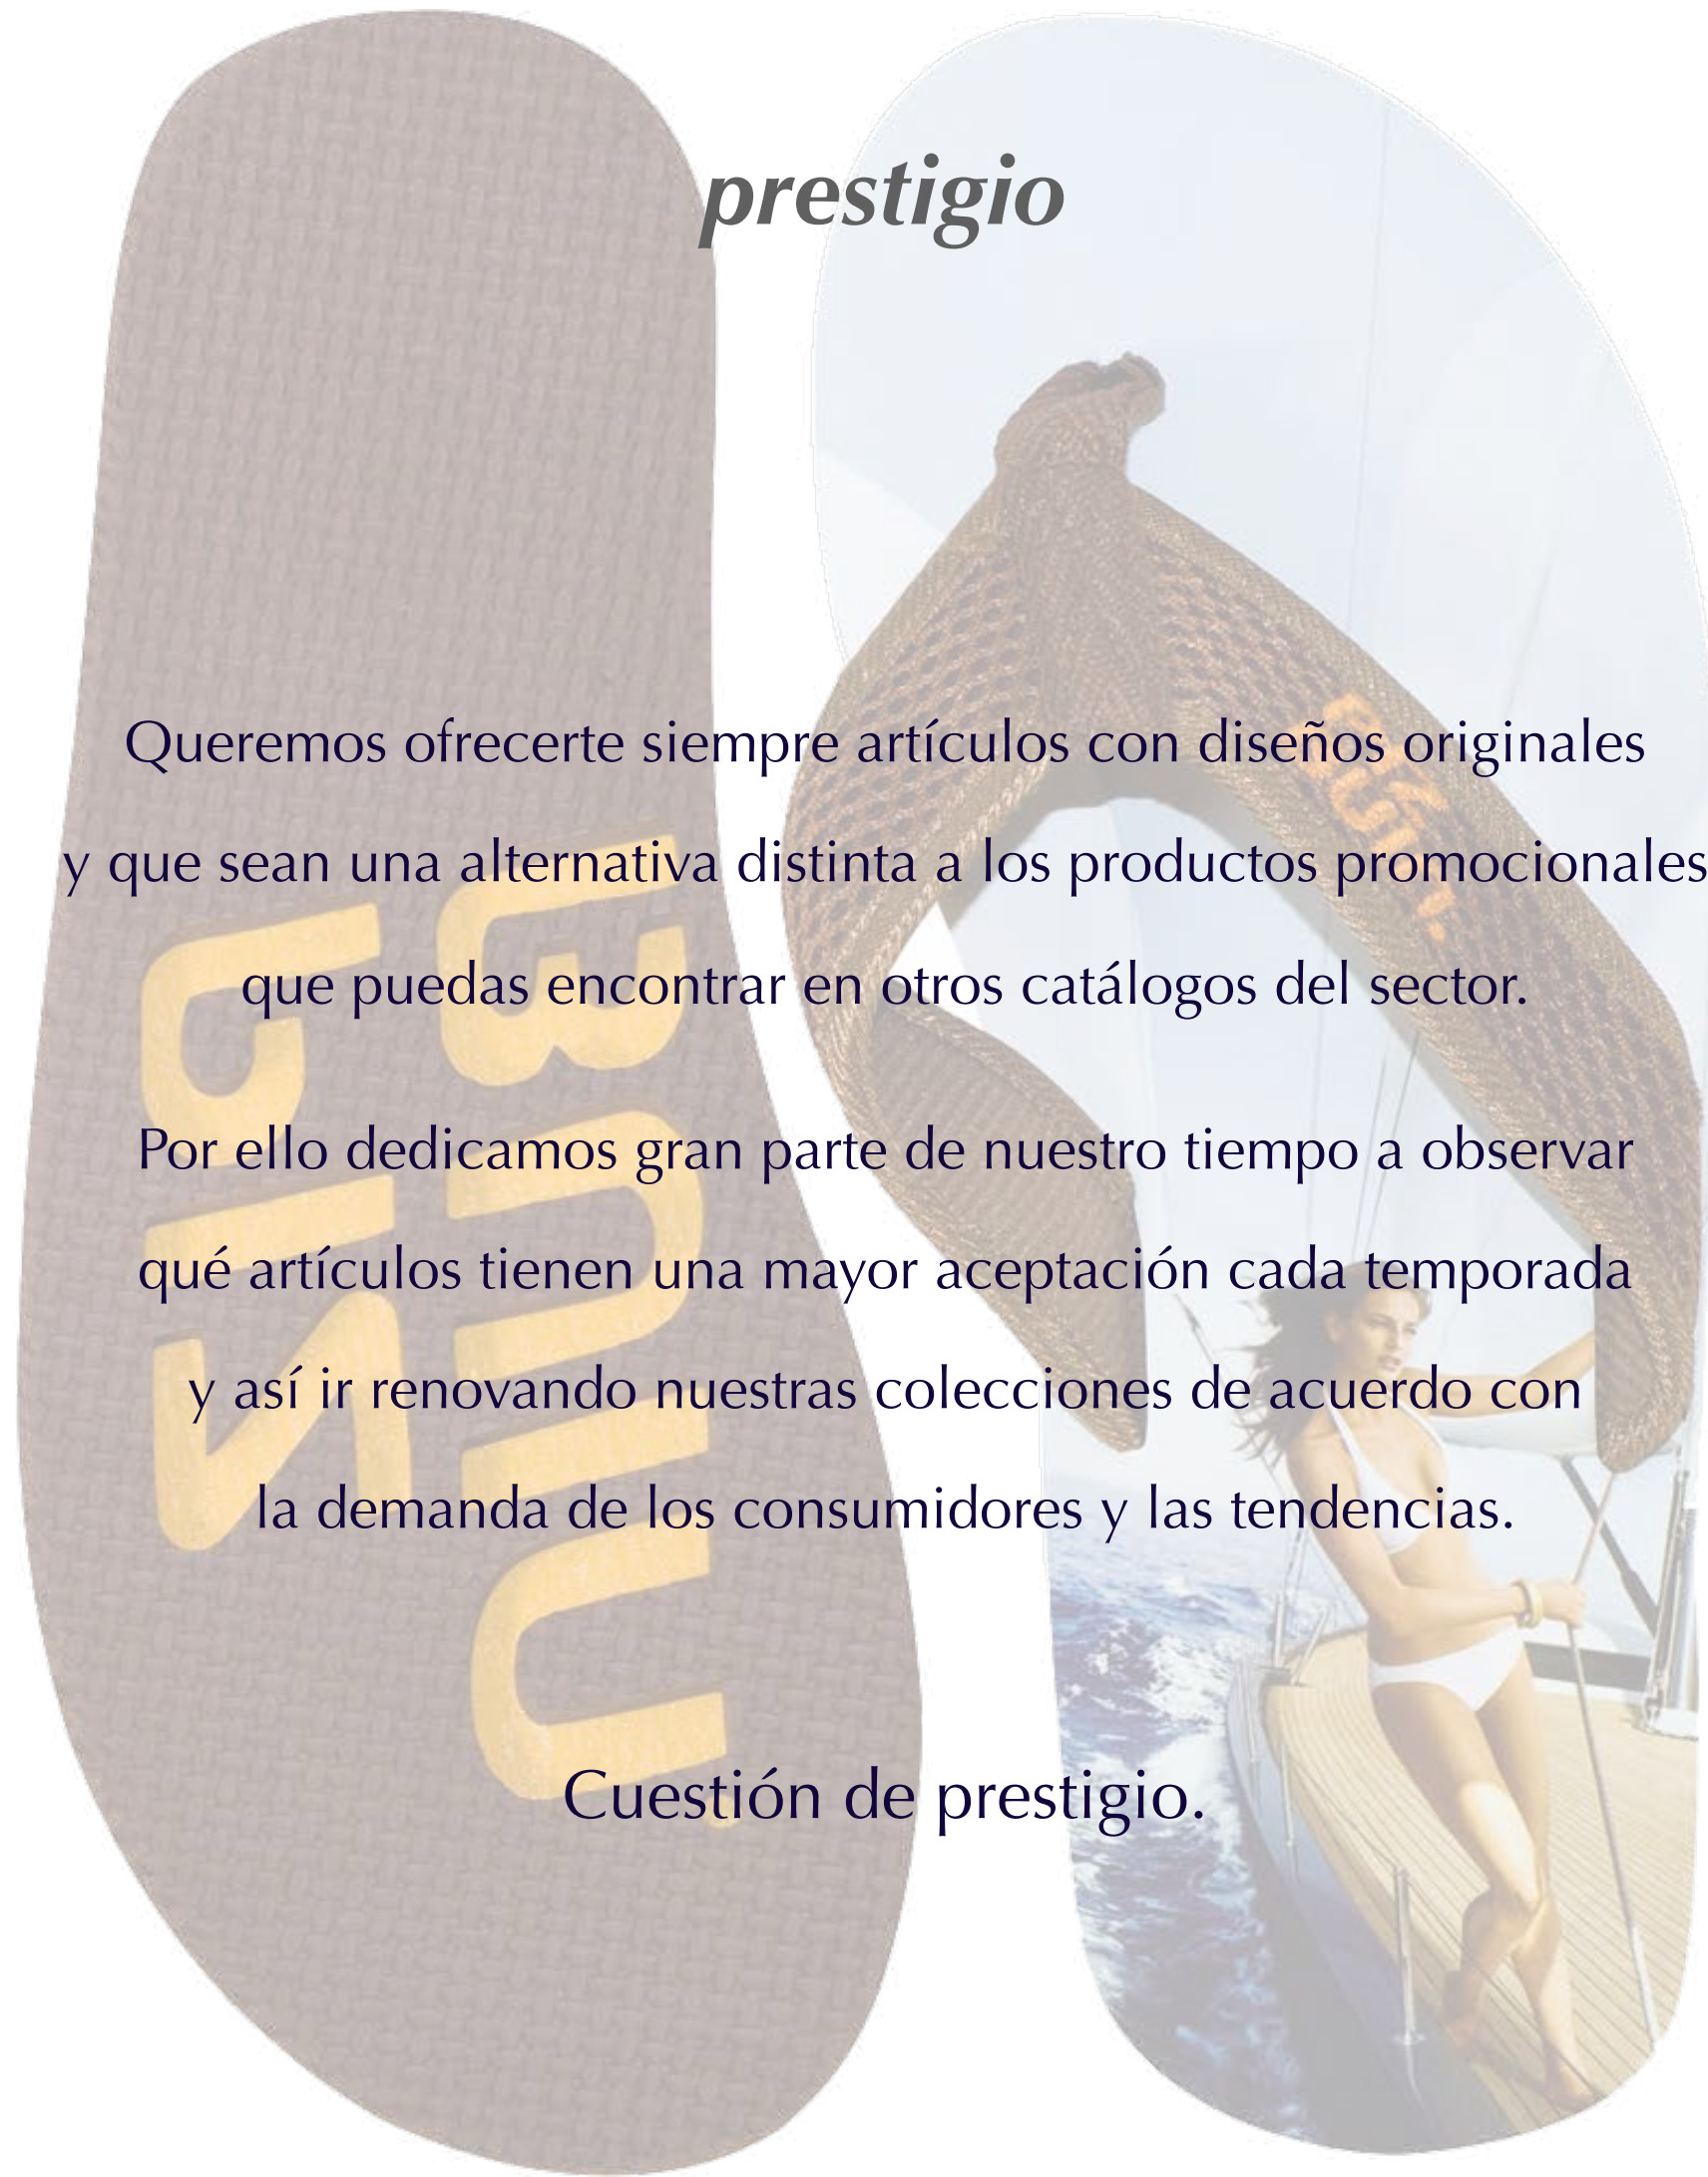 prestigio
Queremos ofrecerte siempre artículos con diseños originales
y que sean una alternativa distinta a los productos promocionales
que puedas encontrar en otros catálogos del sector.
Por ello dedicamos gran parte de nuestro tiempo a observar
qué artículos tienen una mayor aceptación cada temporada
y así ir renovando nuestras colecciones de acuerdo con
la demanda de los consumidores y las tendencias.
Cuestión de prestigio.